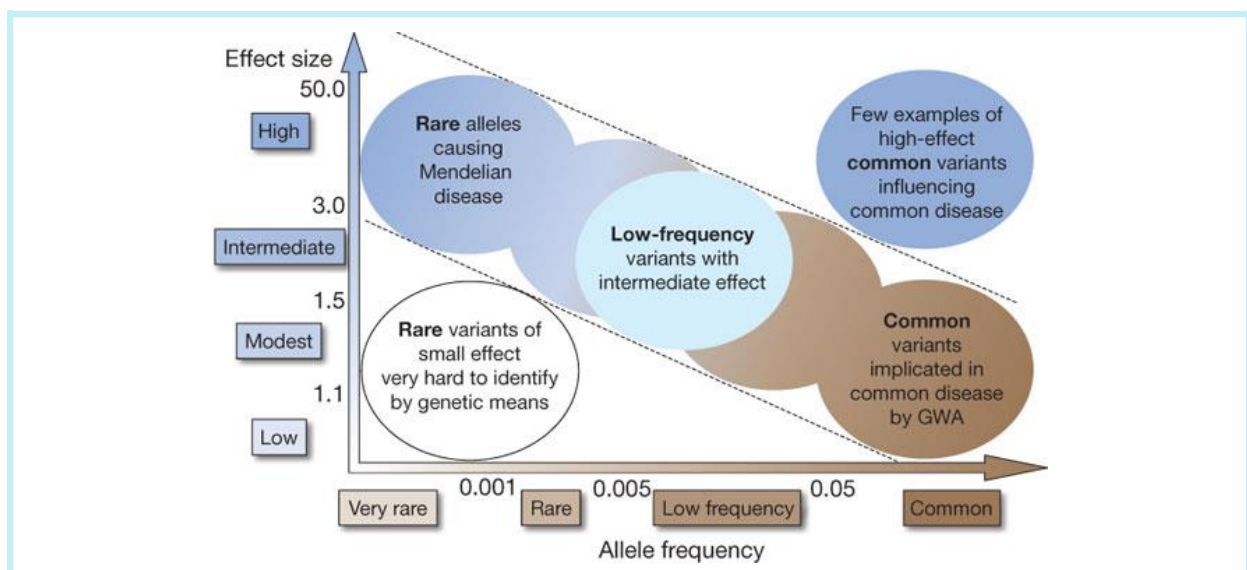 Effect size
50.0
High
3.0
Intermediate
1.5
Modest
1.1
Low
Rare alleles
causing
Mendelian
disease
Few examples of
high-effect
common variants
influencing
common disease
Low-frequency
variants with
intermediate effect
Rare variants of
small effect
very hard to identify
by genetic means
Common
variants
implicated in
common disease
by GWA
0.001
0.005
0.05
Very rare
Rare
Low frequency
Common
Allele frequency